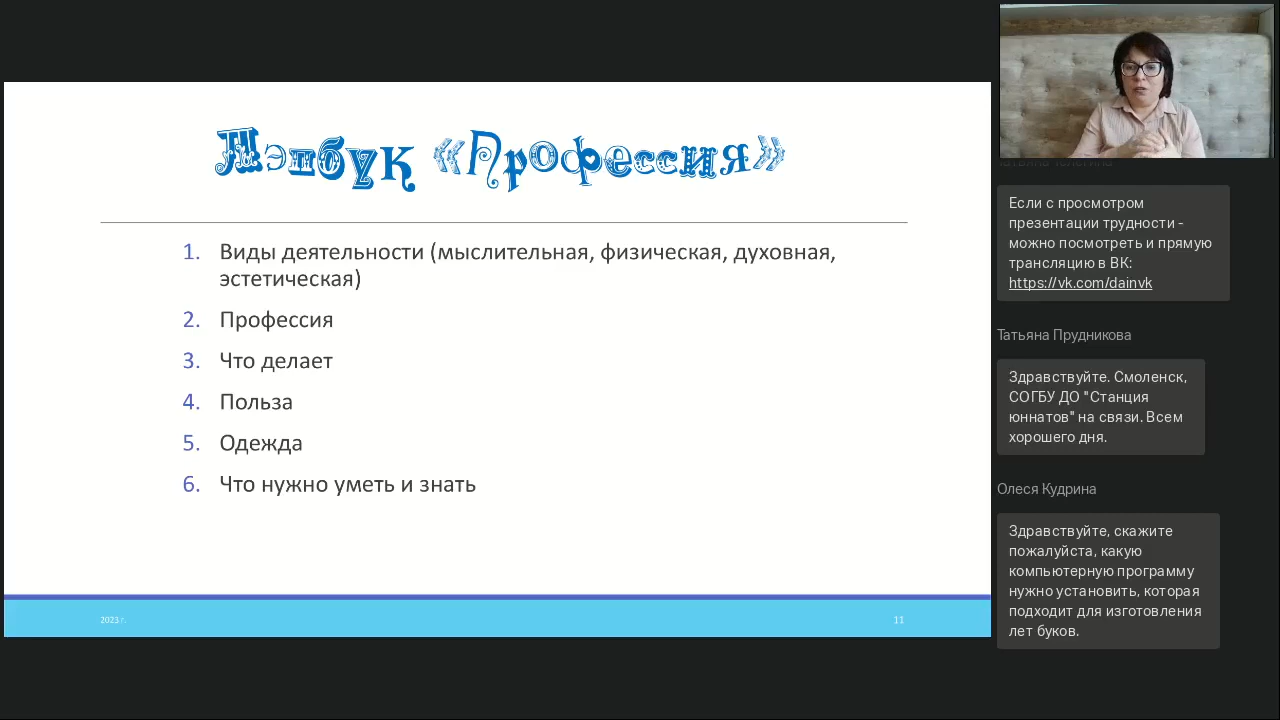 Лэпбук «Профессия»
1. Виды деятельности (мыслительная, физическая, духовная,
эстетическая)
2. Профессия
3. Что делает
4. Польза
5. Одежда
6. Что нужно уметь и знать
2023 г.
11
Если с просмотром
презентации трудности -
можно посмотреть и прямую
трансляцию в ВК:
https://vk.com/dainvk
Татьяна Прудникова
Здравствуйте. Смоленск,
СОГБУ ДО "Станция
юннатов" на связи. Всем
хорошего дня.
Олеся Кудрина
Здравствуйте, скажите
пожалуйста, какую
компьютерную программу
нужно установить, которая
подходит для изготовления
лет буков.